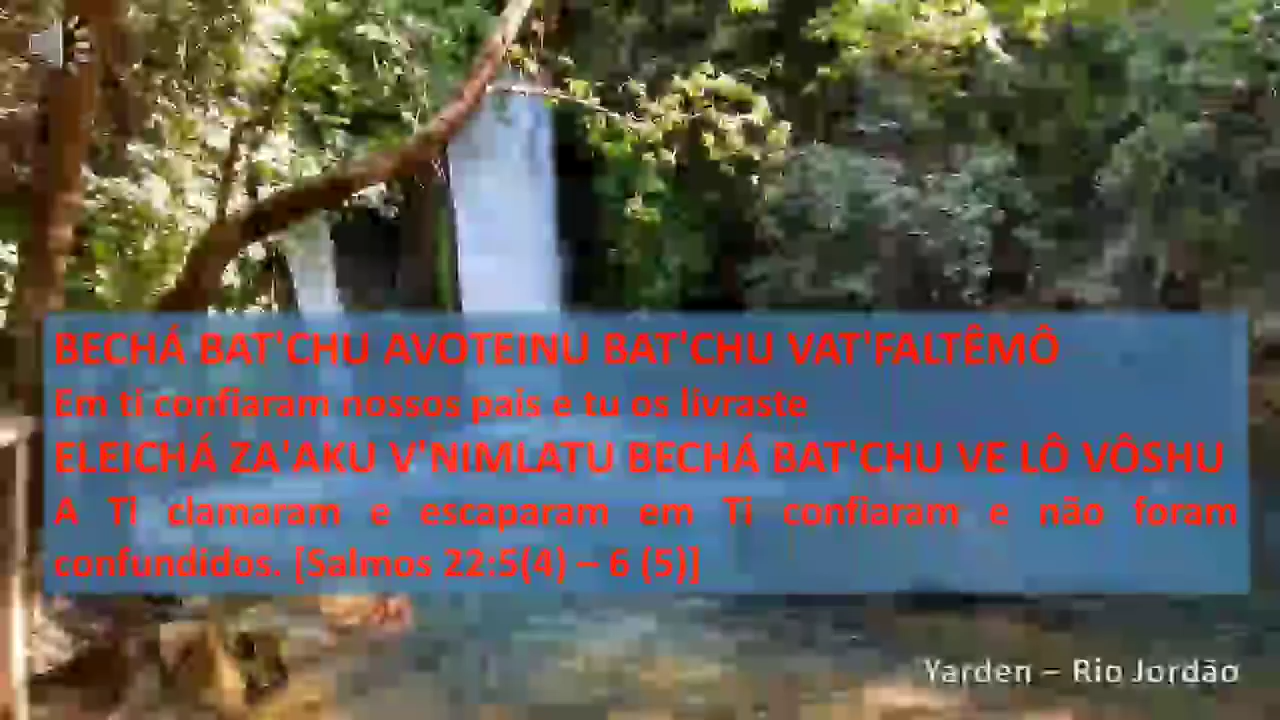 BECHÁ BAT'CHU AVOTEINU BAT'CHU VAT'FALTÊMÔ
Em ti confiaram nossos pais e tu os livraste
ELEICHÁ ZA'AKU V'NIMLATU BECHÁ BAT'CHU VE LÔ VÔSHU
A TI clamaram e escaparam em Ti confiaram e não foram
confundidos. [Salmos 22:5(4) – 6 (5)]
Yarden – Rio Jordão